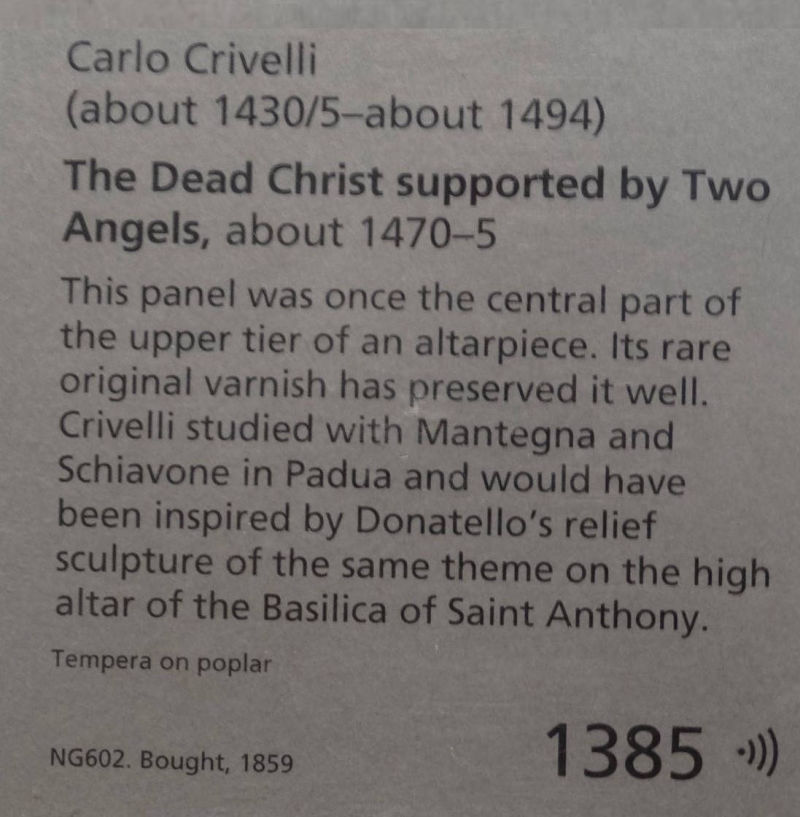 Carlo Crivelli
(about 1430/5–about 1494)
The Dead Christ supported by Two
Angels, about 1470–5
This panel was once the central part of
the upper tier of an altarpiece. Its rare
original varnish has preserved it well.
Crivelli studied with Mantegna and
Schiavone in Padua and would have
been inspired by Donatello’s relief
sculpture of the same theme on the high
altar of the Basilica of Saint Anthony.
Tempera on poplar
NG602. Bought, 1859
1385